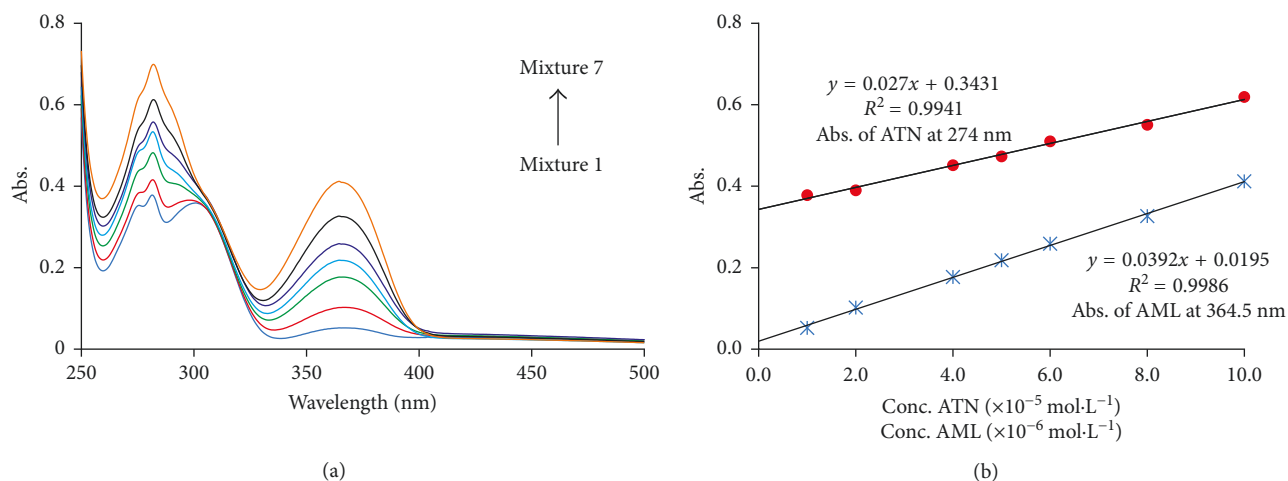 0.8
0.6
0.4
0.2
0
Abs.
250
300
350
400
450
500
Wavelength (nm)
Mixture 7
Mixture 1
(a)
0.8
0.6
0.4
0.2
0
Abs.
y = 0.027x + 0.3431
R² = 0.9941
Abs. of ATN at 274 nm
y = 0.0392x + 0.0195
R² = 0.9986
Abs. of AML at 364.5 nm
0.0
2.0
4.0
6.0
8.0
10.0
Conc. ATN (×10⁻⁵ mol·L⁻¹)
Conc. AML (×10⁻⁶ mol·L⁻¹)
(b)